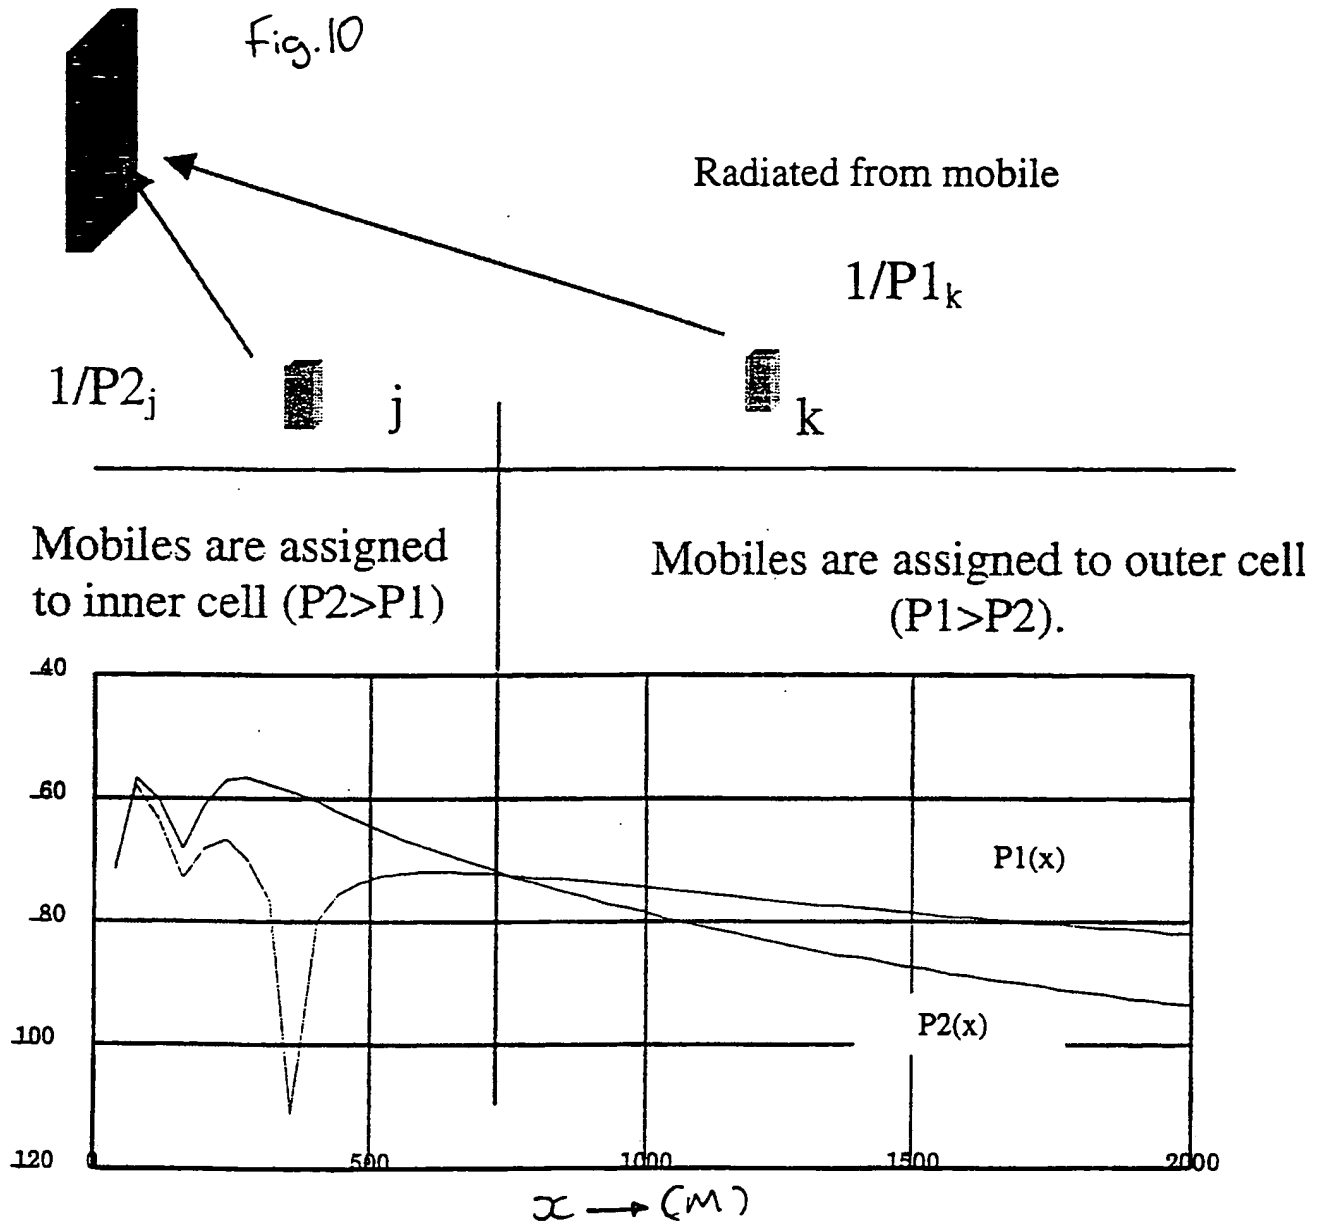 Fig. 10
Radiated from mobile
1/P1k
1/P2j
j
k
Mobiles are assigned
to inner cell (P2>P1)
Mobiles are assigned to outer cell
(P1>P2).
-40
-60
-80
-100
-120
P1(x)
P2(x)
0 500 1000 1500 2000
x → (M)